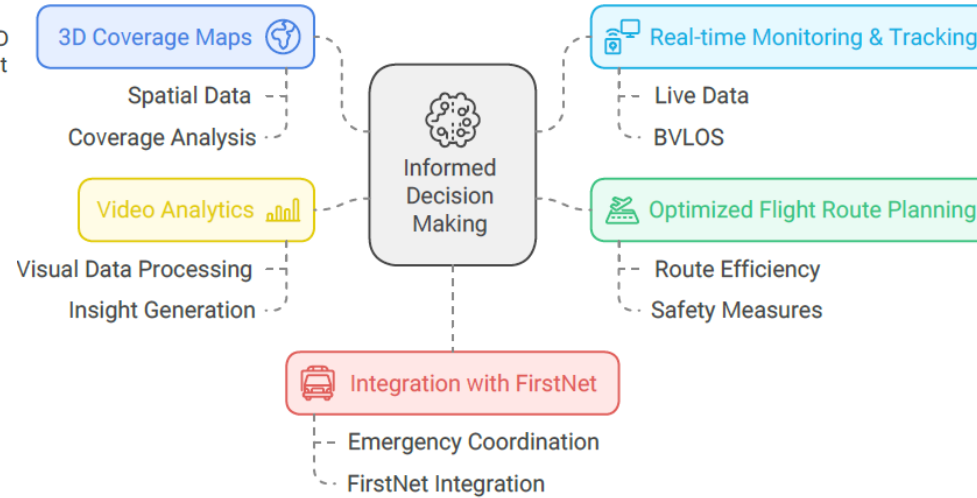 D
t
3D Coverage Maps
Spatial Data
Coverage Analysis
Video Analytics
Visual Data Processing
Insight Generation
Informed
Decision
Making
Real-time Monitoring & Tracking
Live Data
BVLOS
Optimized Flight Route Planning
Route Efficiency
Safety Measures
Integration with FirstNet
Emergency Coordination
FirstNet Integration